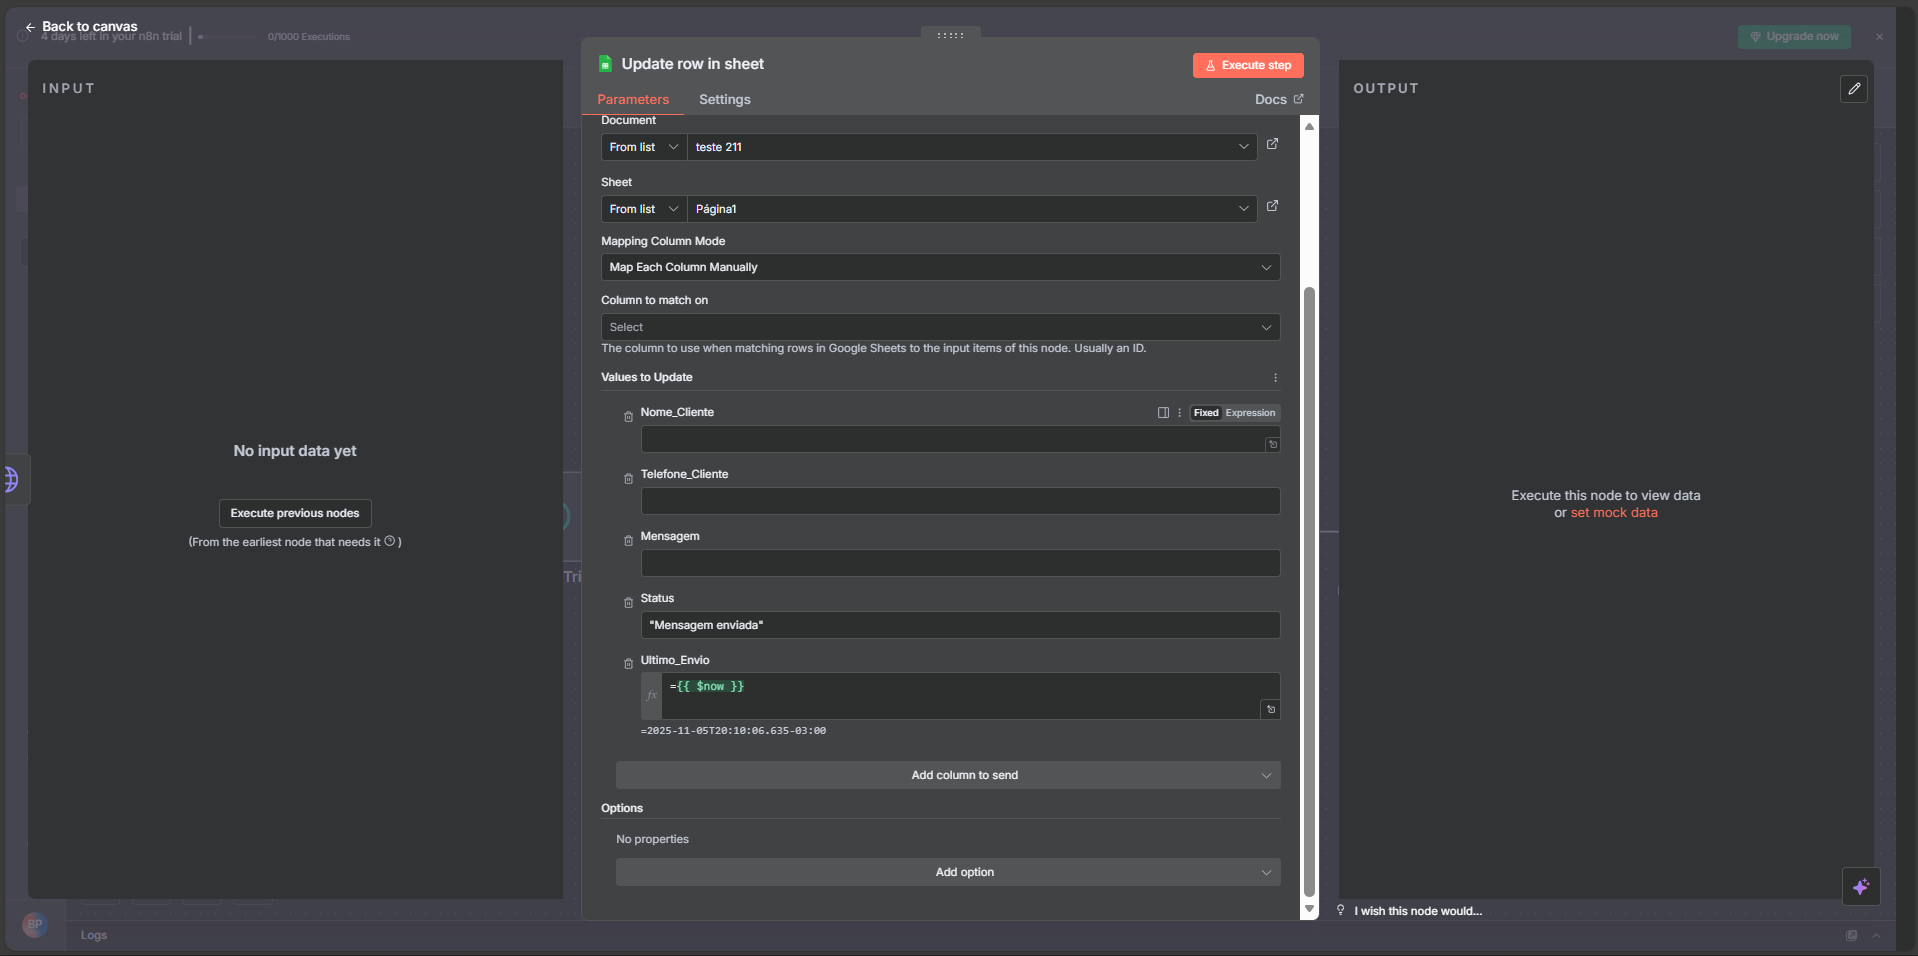 Back to canvas
4 days left in your n8n trial
0/1000 Executions
Upgrade now
INPUT
No input data yet
Execute previous nodes
(From the earliest node that needs it ?)
Tri
Update row in sheet
Execute step
Parameters
Settings
Docs
Document
From list
teste 211
Sheet
From list
Página1
Mapping Column Mode
Map Each Column Manually
Column to match on
Select
The column to use when matching rows in Google Sheets to the input items of this node. Usually an ID.
Values to Update
Nome_Cliente
Fixed Expression
Telefone_Cliente
Mensagem
Status
"Mensagem enviada"
Ultimo_Envio
fx
={{ $now }}
=2025-11-05T20:10:06.635-03:00
Add column to send
Options
No properties
Add option
OUTPUT
Execute this node to view data
or set mock data
I wish this node would...
BP
Logs